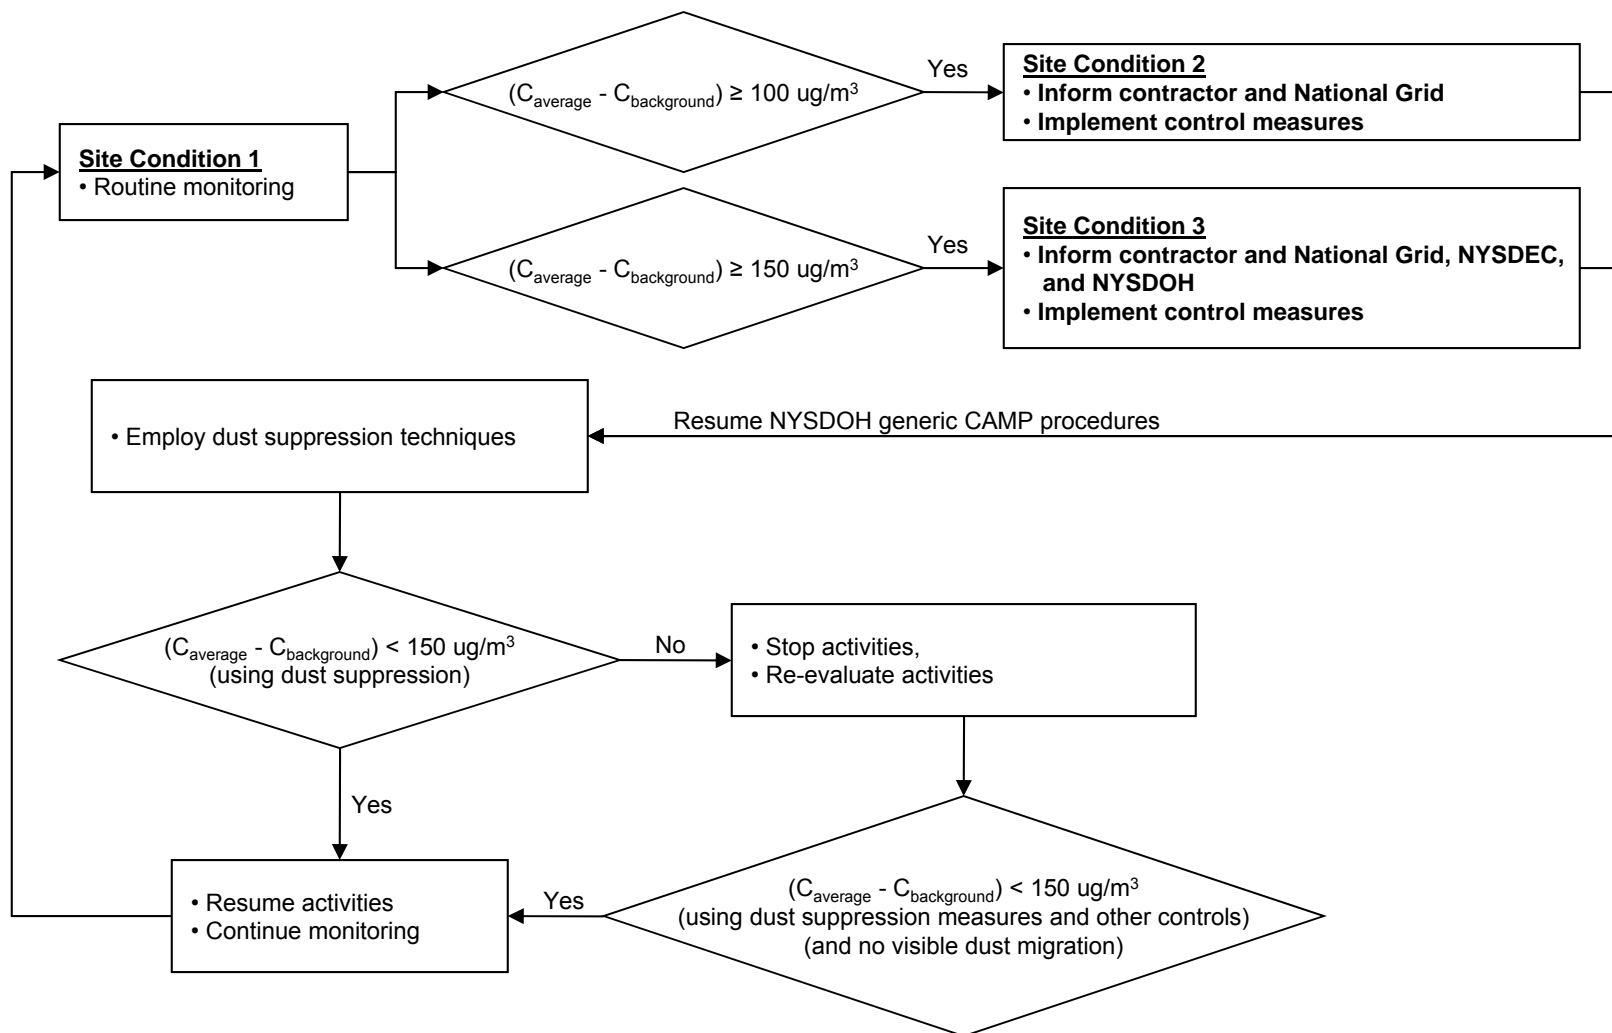 (Caverage - Cbackground) ≥ 100 ug/m³
Yes
Site Condition 2
• Inform contractor and National Grid
• Implement control measures
Site Condition 1
• Routine monitoring
(Caverage - Cbackground) ≥ 150 ug/m³
Yes
Site Condition 3
• Inform contractor and National Grid, NYSDEC,
and NYSDOH
• Implement control measures
• Employ dust suppression techniques
Resume NYSDOH generic CAMP procedures
(Caverage - Cbackground) < 150 ug/m³
(using dust suppression)
No
• Stop activities,
• Re-evaluate activities
Yes
• Resume activities
• Continue monitoring
Yes
(Caverage - Cbackground) < 150 ug/m³
(using dust suppression measures and other controls)
(and no visible dust migration)